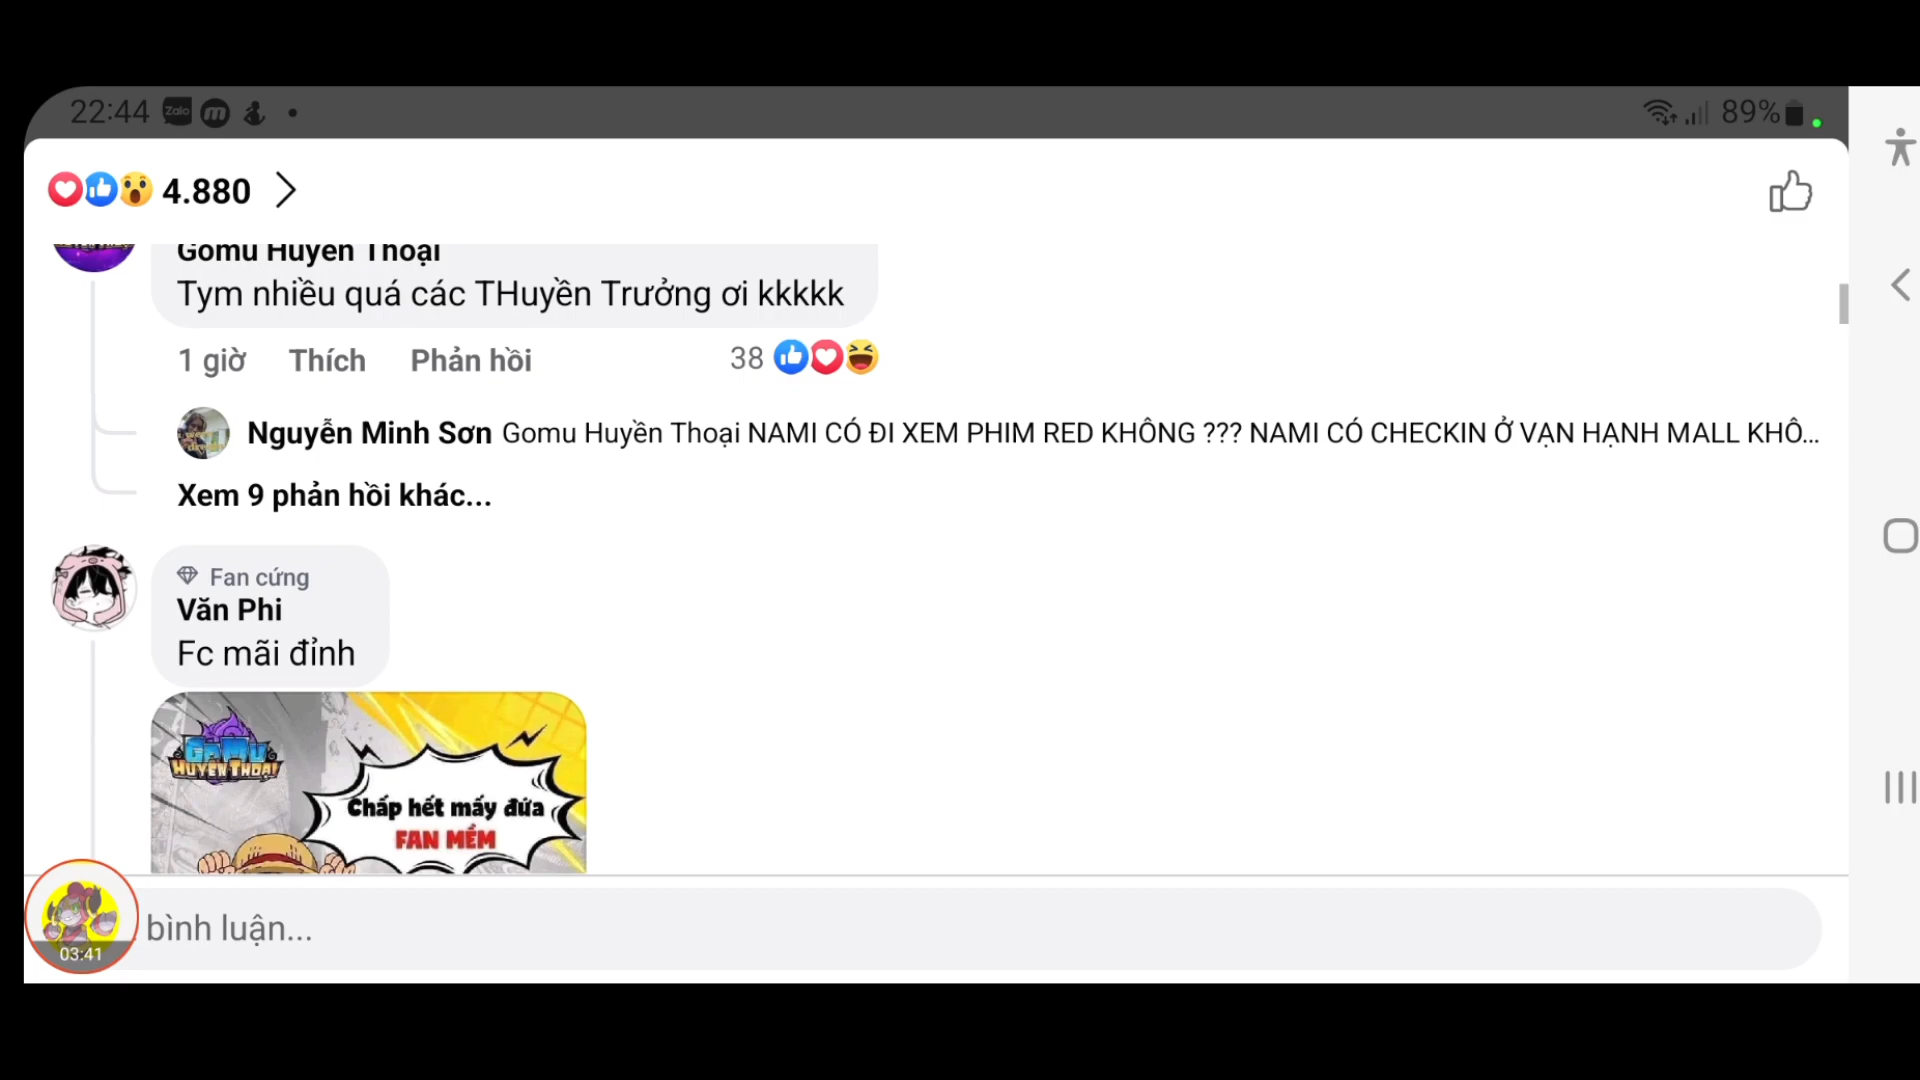 22:44 Zalo 89%
4.880
Gomu Huyền Thoại
Tym nhiều quá các THuyền Trưởng ơi kkkkk
1 giờ Thích Phản hồi 38
Nguyễn Minh Sơn Gomu Huyền Thoại NAMI CÓ ĐI XEM PHIM RED KHÔNG ??? NAMI CÓ CHECKIN Ở VẠN HẠNH MALL KHÔ...
Xem 9 phản hồi khác...
Fan cứng
Văn Phi
Fc mãi đỉnh
GOMU
HUYỀN THOẠI
Chấp hết mấy đứa
FAN MỀM
bình luận...
03:41